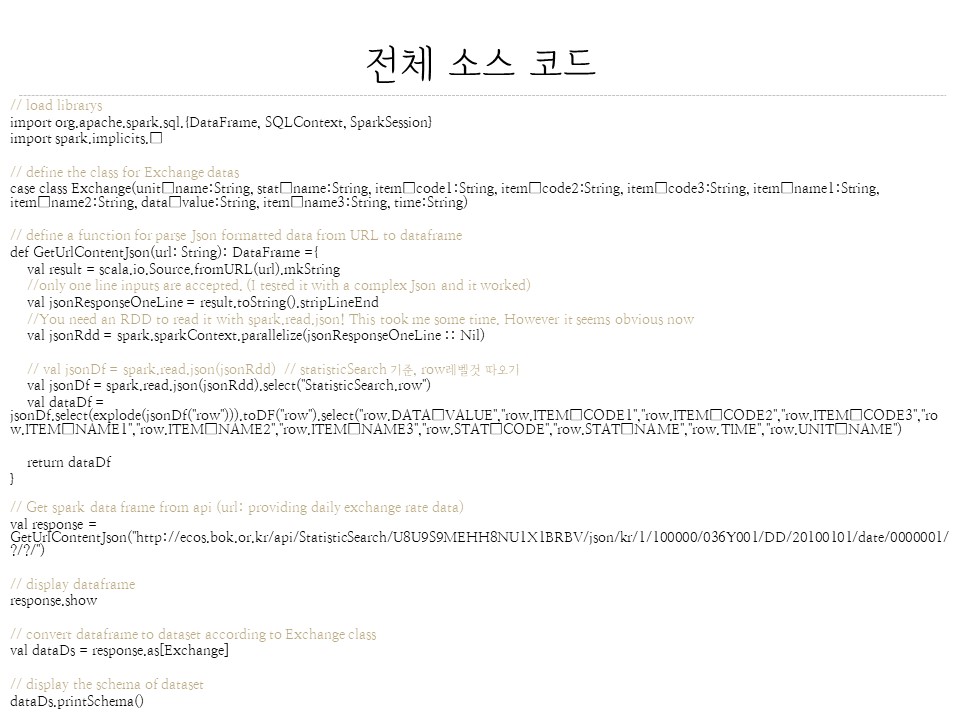 전체 소스 코드
// load librarys
import org.apache.spark.sql.{DataFrame, SQLContext, SparkSession}
import spark.implicits.□
// define the class for Exchange datas
case class Exchange(unit□name:String, stat□name:String, item□code1:String, item□code2:String, item□code3:String, item□name1:String,
item□name2:String, data□value:String, item□name3:String, time:String)
// define a function for parse Json formatted data from URL to dataframe
def GetUrlContentJson(url: String): DataFrame ={
val result = scala.io.Source.fromURL(url).mkString
//only one line inputs are accepted. (I tested it with a complex Json and it worked)
val jsonResponseOneLine = result.toString().stripLineEnd
//You need an RDD to read it with spark.read.json! This took me some time. However it seems obvious now
val jsonRdd = spark.sparkContext.parallelize(jsonResponseOneLine :: Nil)
// val jsonDf = spark.read.json(jsonRdd) // statisticSearch 기준, row레벨것 따오기
val jsonDf = spark.read.json(jsonRdd).select("StatisticSearch.row")
val dataDf =
jsonDf.select(explode(jsonDf("row"))).toDF("row").select("row.DATA□VALUE","row.ITEM□CODE1","row.ITEM□CODE2","row.ITEM□CODE3","ro
w.ITEM□NAME1","row.ITEM□NAME2","row.ITEM□NAME3","row.STAT□CODE","row.STAT□NAME","row.TIME","row.UNIT□NAME")
return dataDf
}
// Get spark data frame from api (url: providing daily exchange rate data)
val response =
GetUrlContentJson("http://ecos.bok.or.kr/api/StatisticSearch/U8U9S9MEHH8NU1X1BRBV/json/kr/1/100000/036Y001/DD/20100101/date/0000001/
?/?/")
// display dataframe
response.show
// convert dataframe to dataset according to Exchange class
val dataDs = response.as[Exchange]
// display the schema of dataset
dataDs.printSchema()